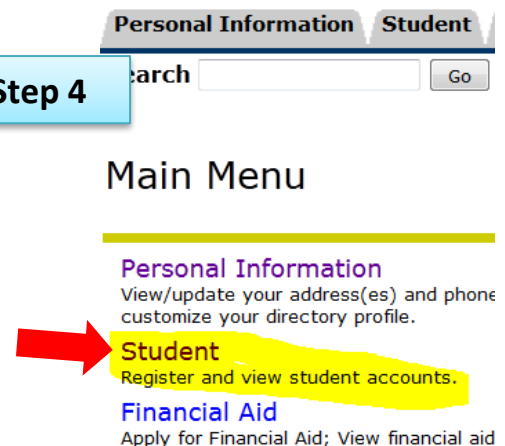 Personal Information Student
Step 4
Search Go
Main Menu
Personal Information
View/update your address(es) and phone
customize your directory profile.
Student
Register and view student accounts.
Financial Aid
Apply for Financial Aid; View financial aid